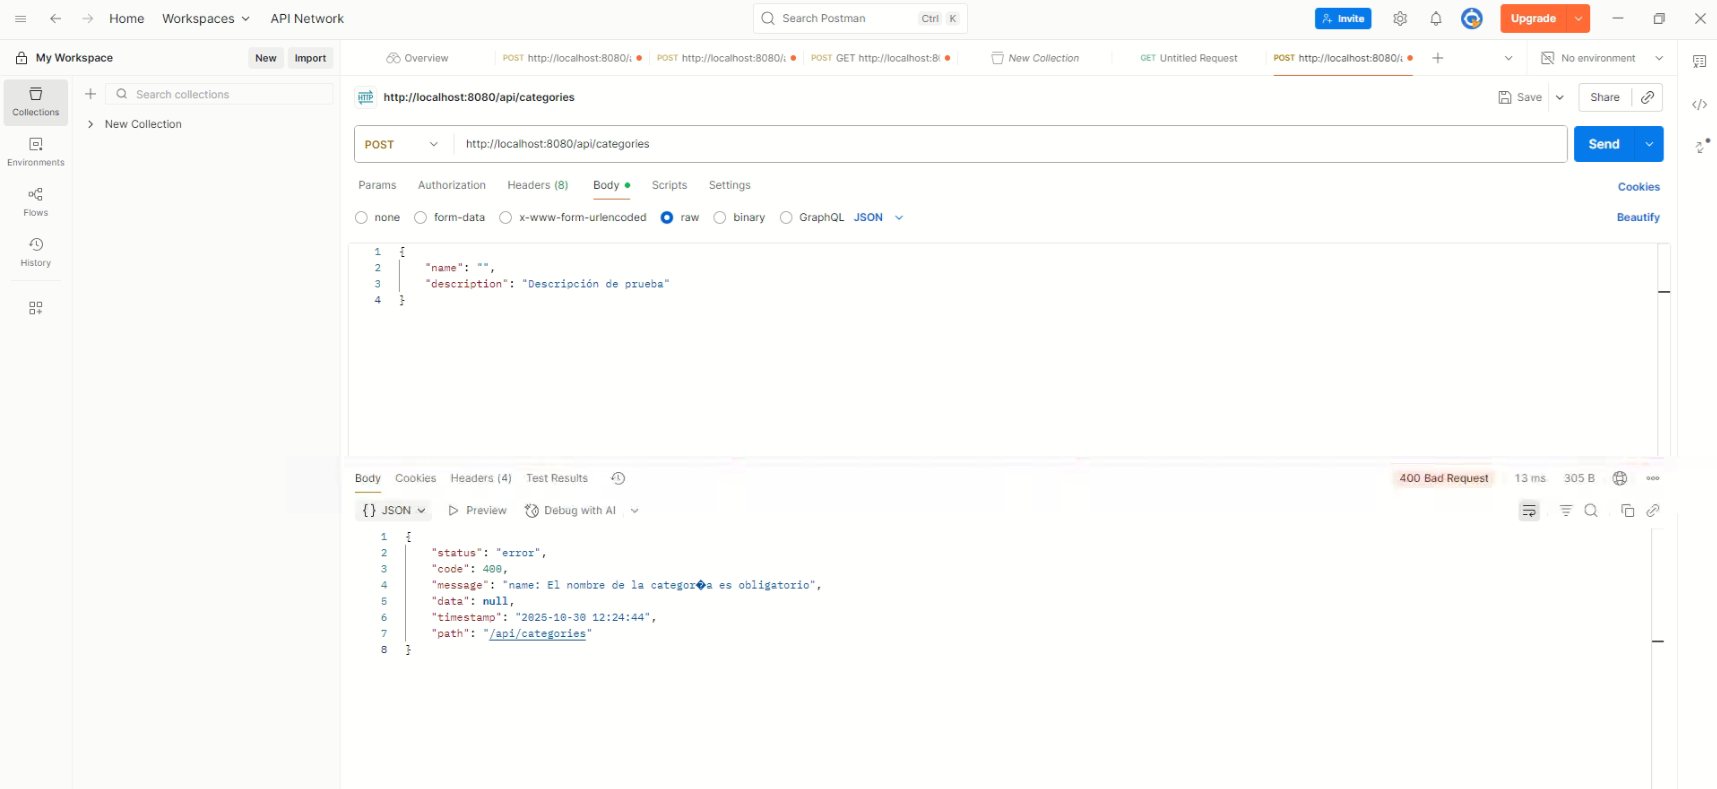 Home Workspaces API Network Search Postman Ctrl K Invite Upgrade
My Workspace New Import Overview POST http://localhost:8080/a POST http://localhost:8080/a POST GET http://localhost:8 New Collection GET Untitled Request POST http://localhost:8080/a No environment
Collections
Environments
Flows
History
Search collections
New Collection
HTTP http://localhost:8080/api/categories Save Share
POST http://localhost:8080/api/categories Send
Params Authorization Headers (8) Body Scripts Settings Cookies
none form-data x-www-form-urlencoded raw binary GraphQL JSON Beautify
1 {
2 "name": "",
3 "description": "Descripción de prueba"
4 }
Body Cookies Headers (4) Test Results 400 Bad Request 13 ms 305 B
{} JSON Preview Debug with AI
1 {
2 "status": "error",
3 "code": 400,
4 "message": "name: El nombre de la categor�a es obligatorio",
5 "data": null,
6 "timestamp": "2025-10-30 12:24:44",
7 "path": "/api/categories"
8 }